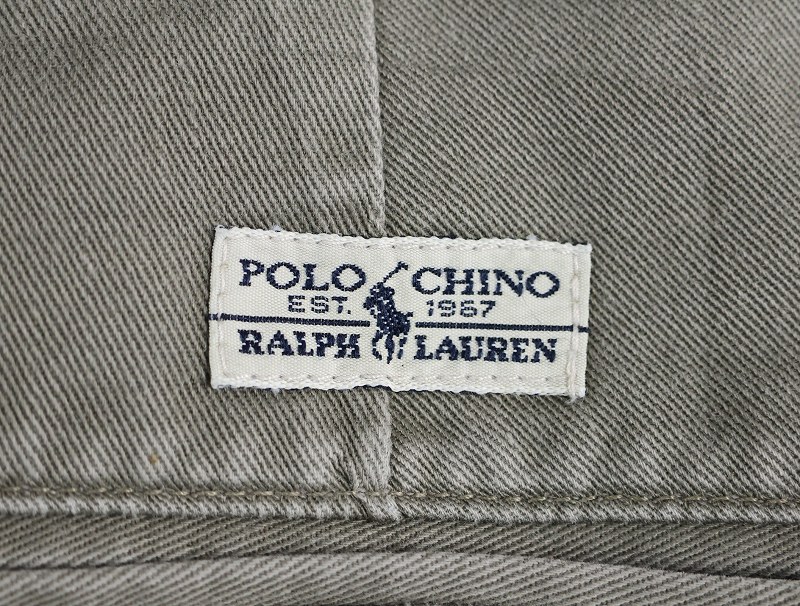 POLO CHINO
EST. 1967
RALPH LAUREN